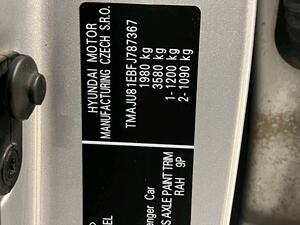 HYUNDAI MOTOR
MANUFACTURING CZECH S.R.O.
TMAJU81EBFJ787367
1980 kg
3580 kg
1-1200 kg
2-1090 kg
enger Car
S AXLE PAINT TRIM
RAH 9P